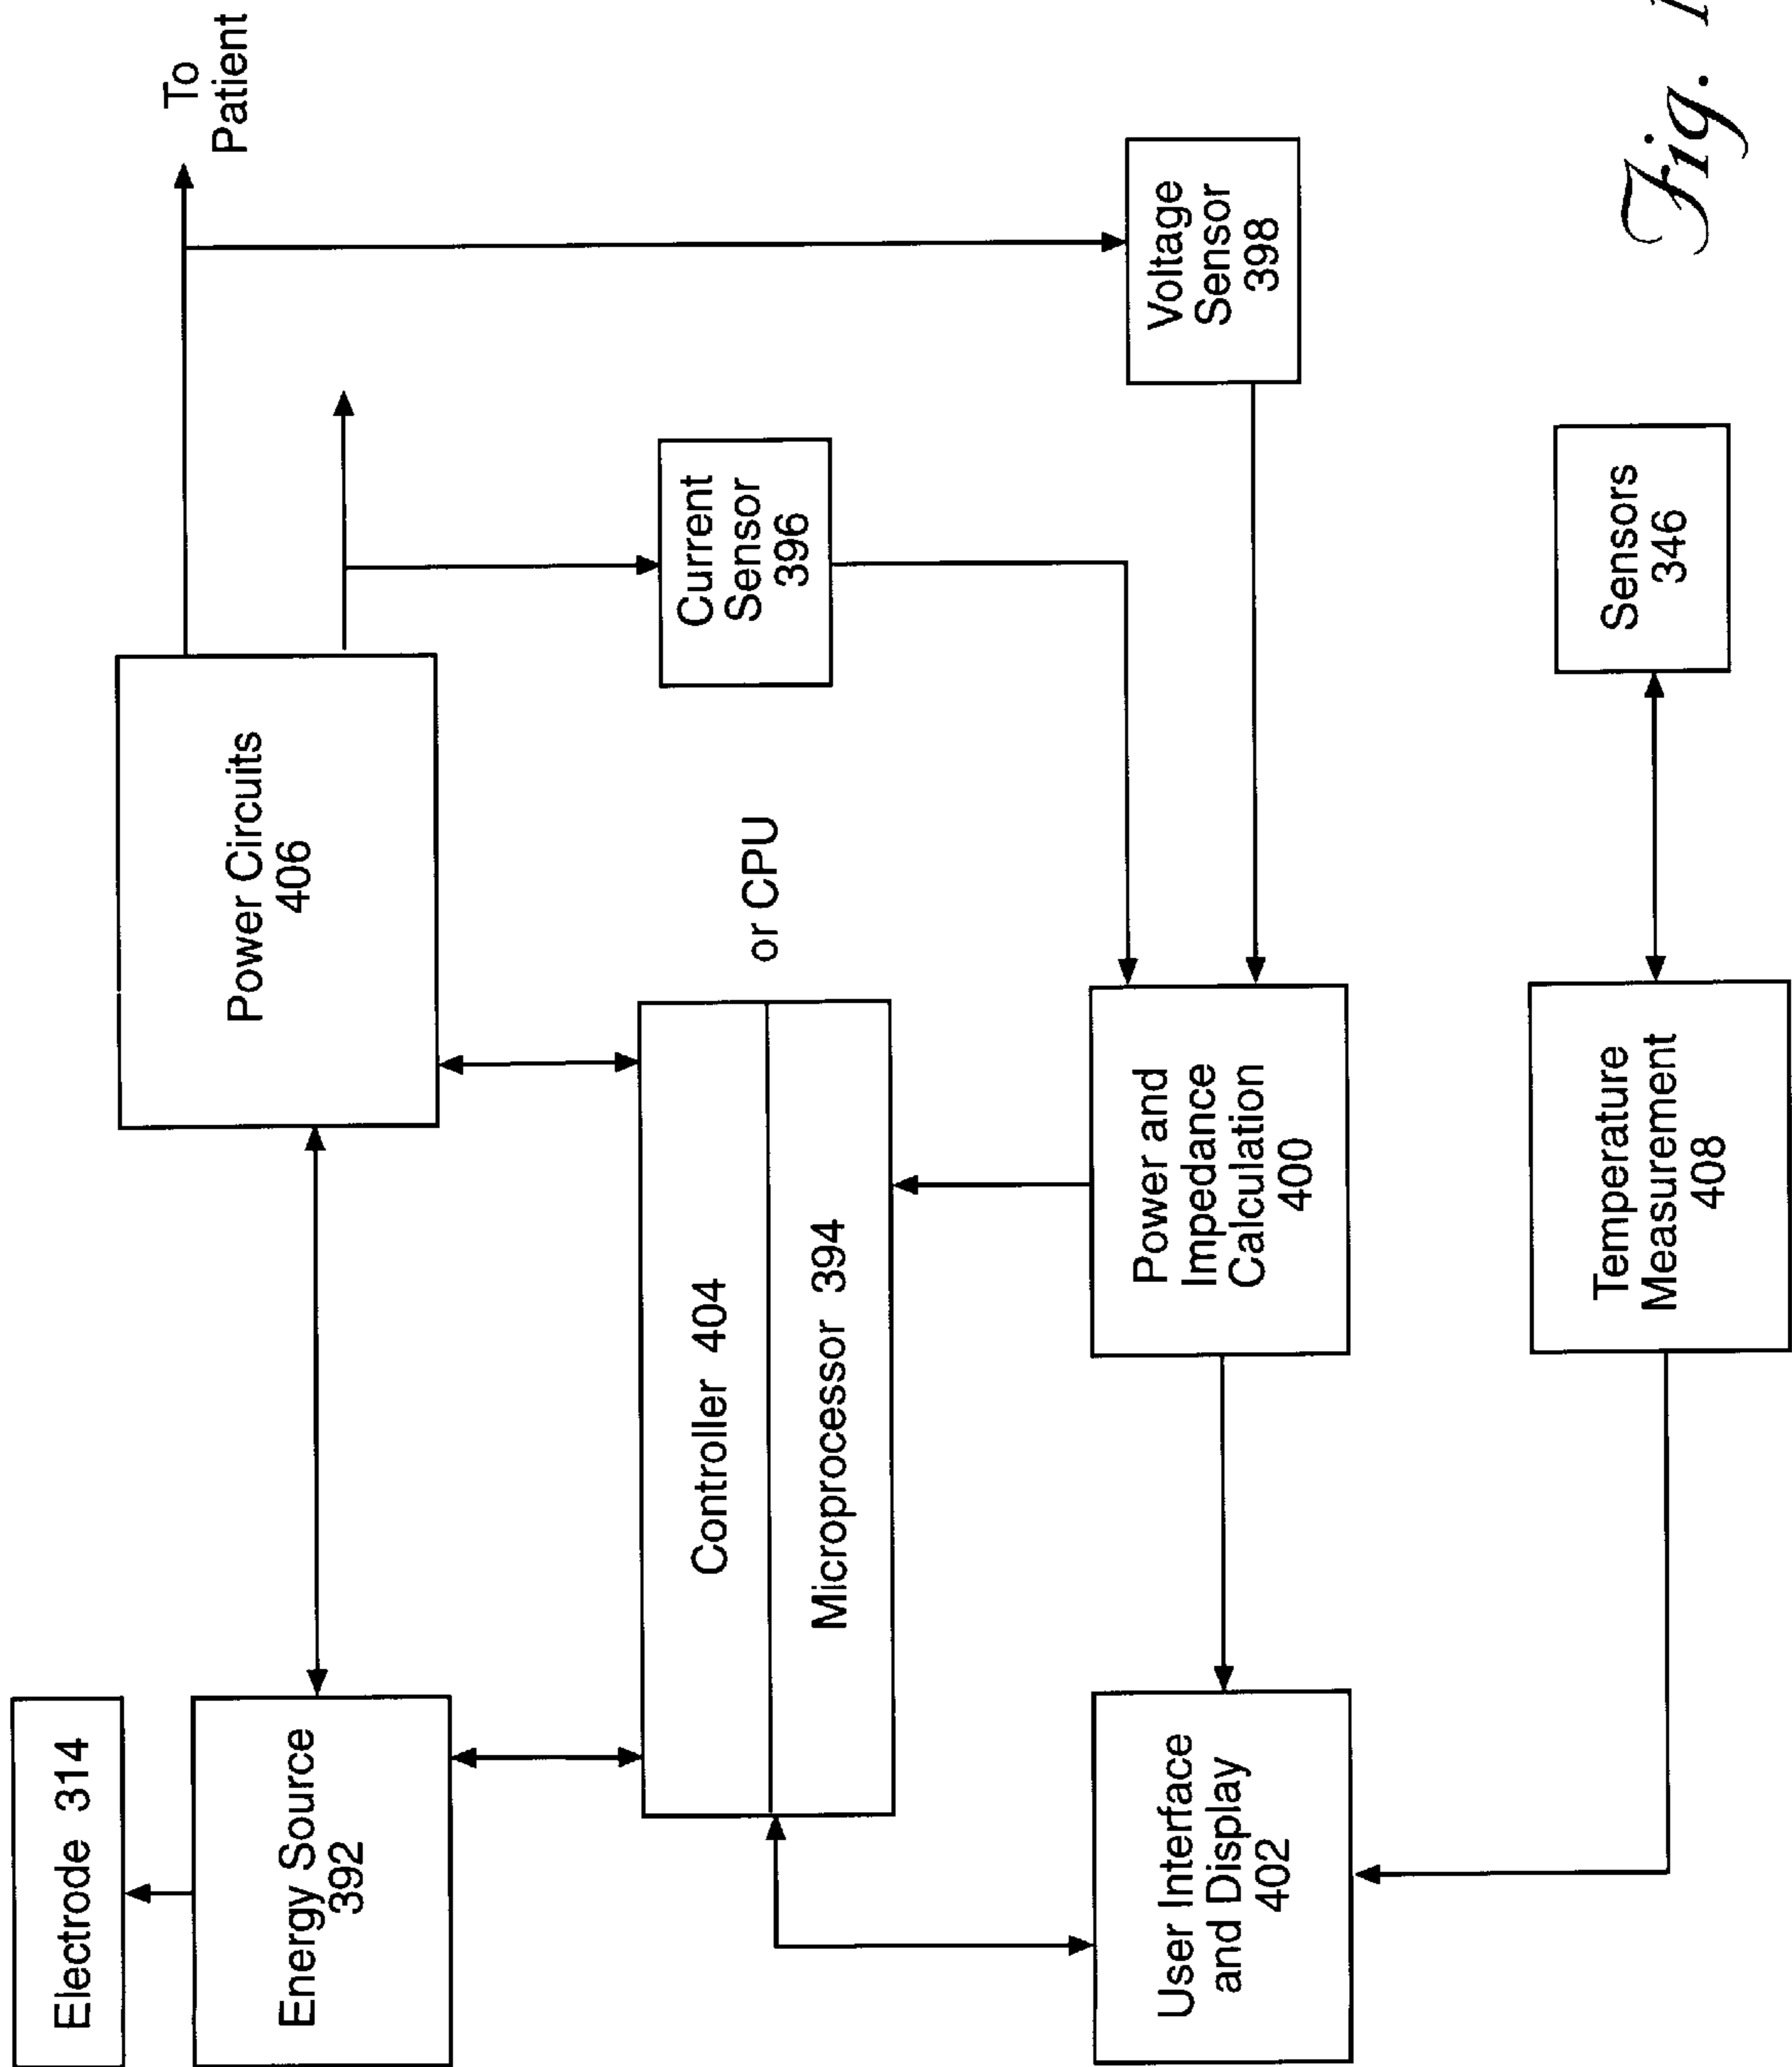 Electrode 314
Energy Source
392
Power Circuits
406
To
Patient
Controller 404
Microprocessor 394
or CPU
Current
Sensor
396
Voltage
Sensor
398
User Interface
and Display
402
Power and
Impedance
Calculation
400
Temperature
Measurement
408
Sensors
346
Fig.